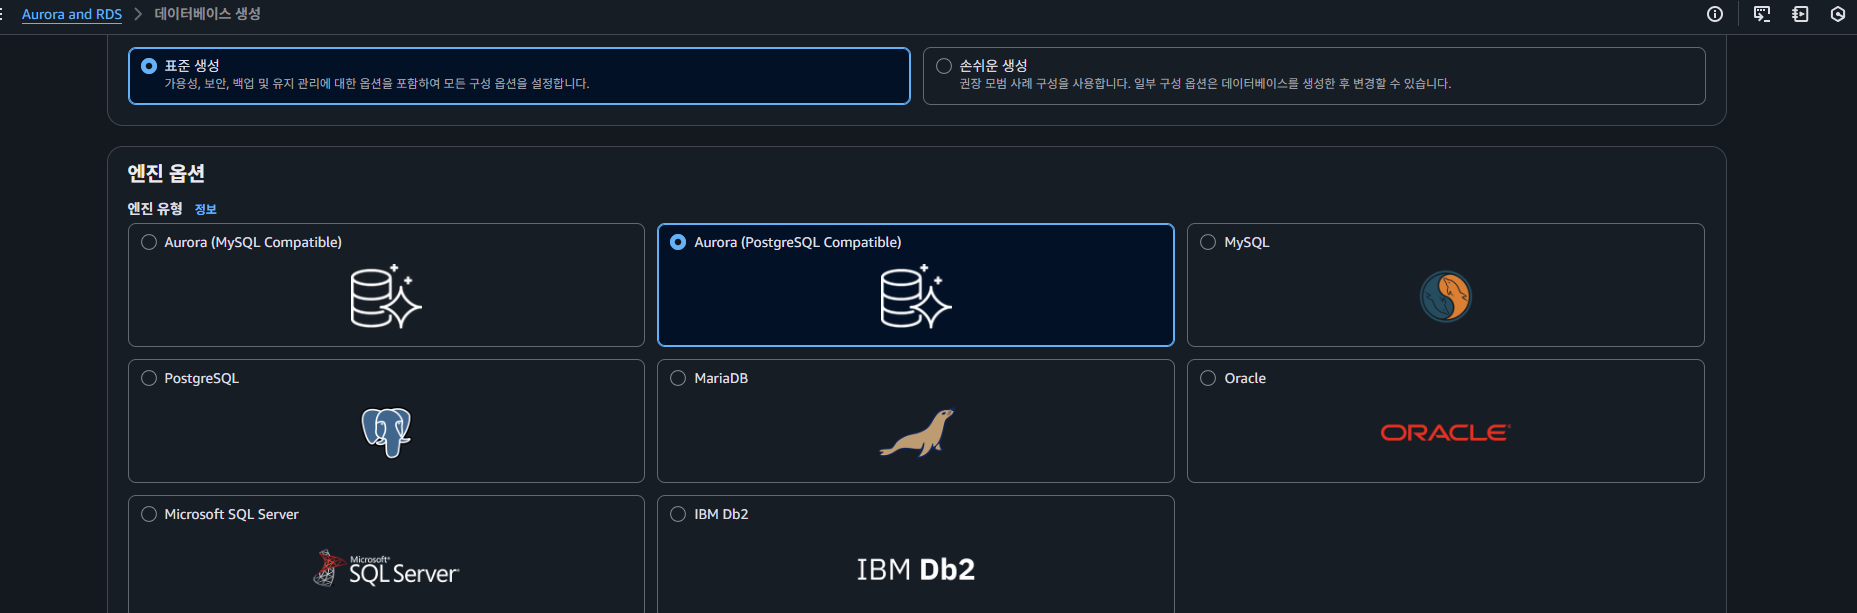 Aurora and RDS > 데이터베이스 생성
표준 생성
가용성, 보안, 백업 및 유지 관리에 대한 옵션을 포함하여 모든 구성 옵션을 설정합니다.
손쉬운 생성
권장 모범 사례 구성을 사용합니다. 일부 구성 옵션은 데이터베이스를 생성한 후 변경할 수 있습니다.
엔진 옵션
엔진 유형 정보
Aurora (MySQL Compatible)
Aurora (PostgreSQL Compatible)
MySQL
PostgreSQL
MariaDB
Oracle
ORACLE
Microsoft SQL Server
Microsoft
SQL Server
IBM Db2
IBM Db2